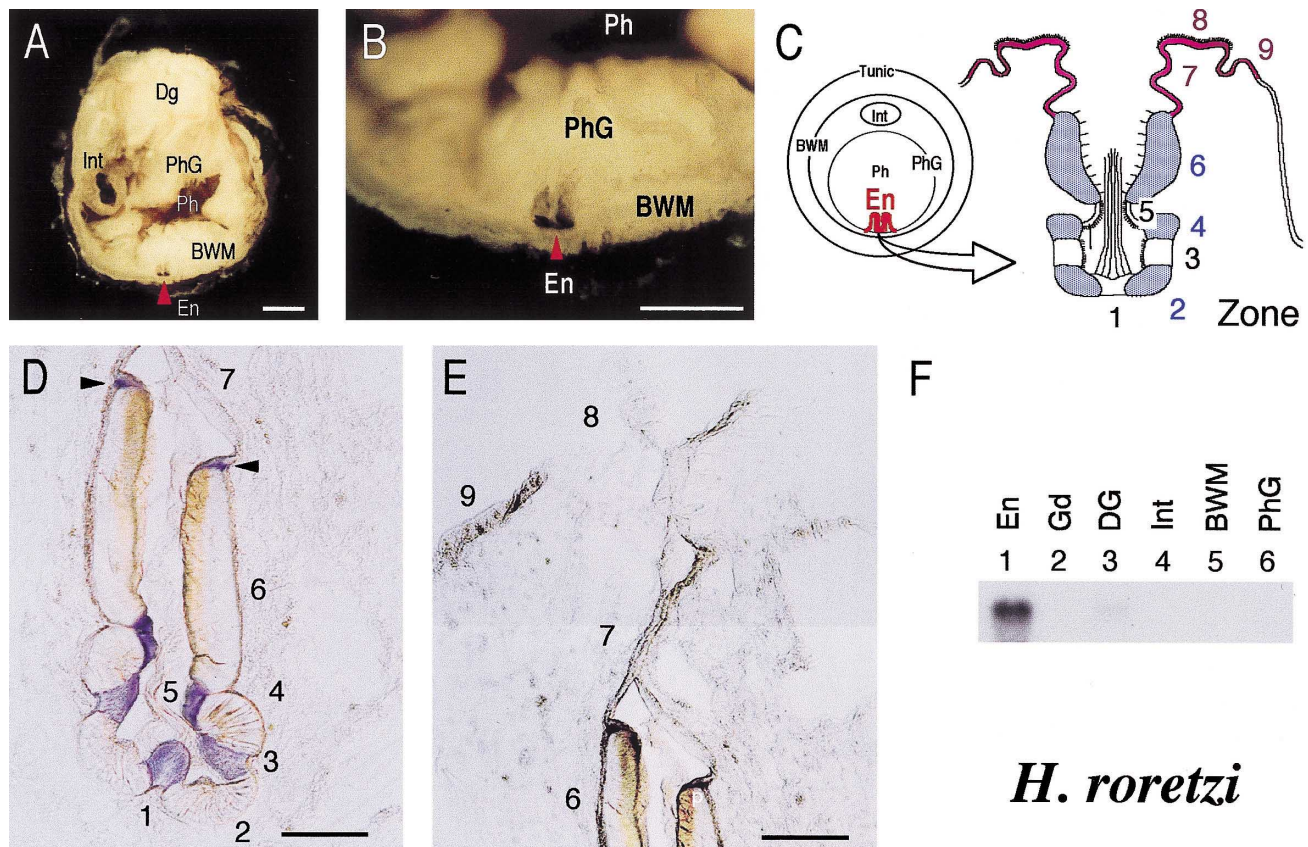 A
Dg
Int
PhG
Ph
BWM
En
B
Ph
PhG
BWM
En
C
Tunic
Int
BWM
PhG
Ph
En
8
9
7
6
5
4
3
2
1
Zone
D
7
6
5
4
3
1
2
E
8
9
7
6
F
En
Gd
DG
Int
BWM
PhG
1 2 3 4 5 6
H. roretzi